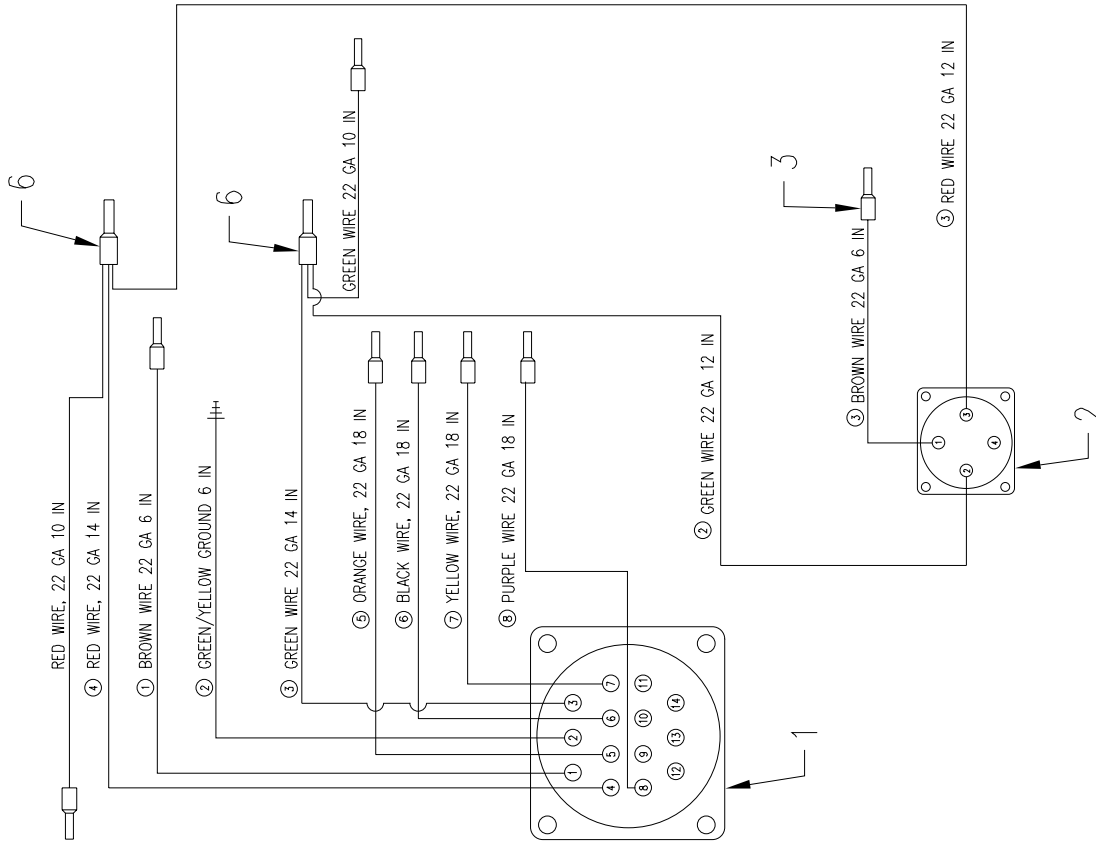 RED WIRE, 22 GA 10 IN
④ RED WIRE, 22 GA 14 IN
① BROWN WIRE 22 GA 6 IN
② GREEN/YELLOW GROUND 6 IN
③ GREEN WIRE 22 GA 14 IN
GREEN WIRE 22 GA 10 IN
⑤ ORANGE WIRE, 22 GA 18 IN
⑥ BLACK WIRE, 22 GA 18 IN
⑦ YELLOW WIRE, 22 GA 18 IN
⑧ PURPLE WIRE 22 GA 18 IN
② GREEN WIRE 22 GA 12 IN
③ BROWN WIRE 22 GA 6 IN
③ RED WIRE 22 GA 12 IN
6
6
3
2
1
① ② ③
④ ⑤ ⑥ ⑦
⑧ ⑨ ⑩ ⑪
⑫ ⑬ ⑭
①
② ③
④